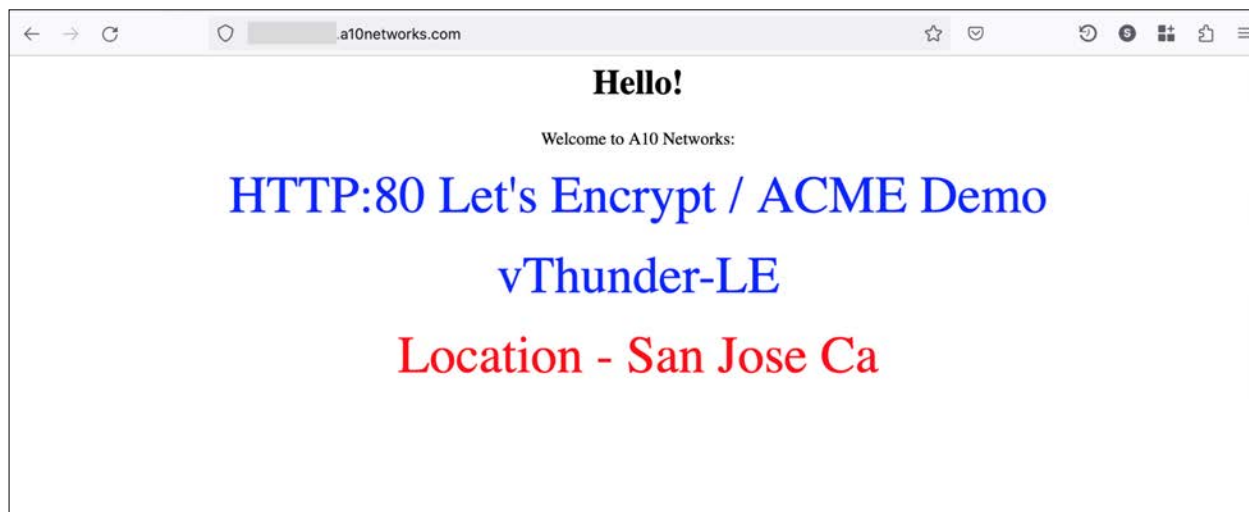 .a10networks.com
S
Hello!
Welcome to A10 Networks:
HTTP:80 Let's Encrypt / ACME Demo
vThunder-LE
Location - San Jose Ca